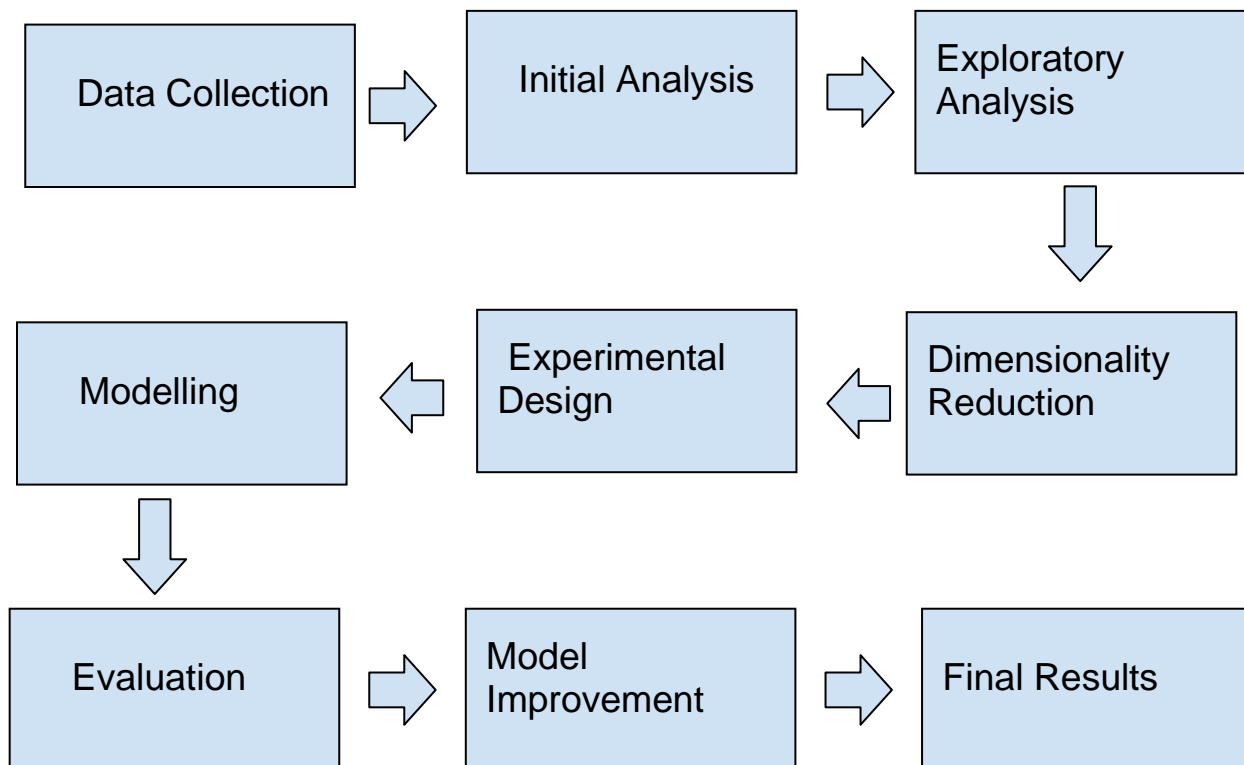 Data Collection
Initial Analysis
Exploratory
Analysis
Dimensionality
Reduction
Experimental
Design
Modelling
Evaluation
Model
Improvement
Final Results